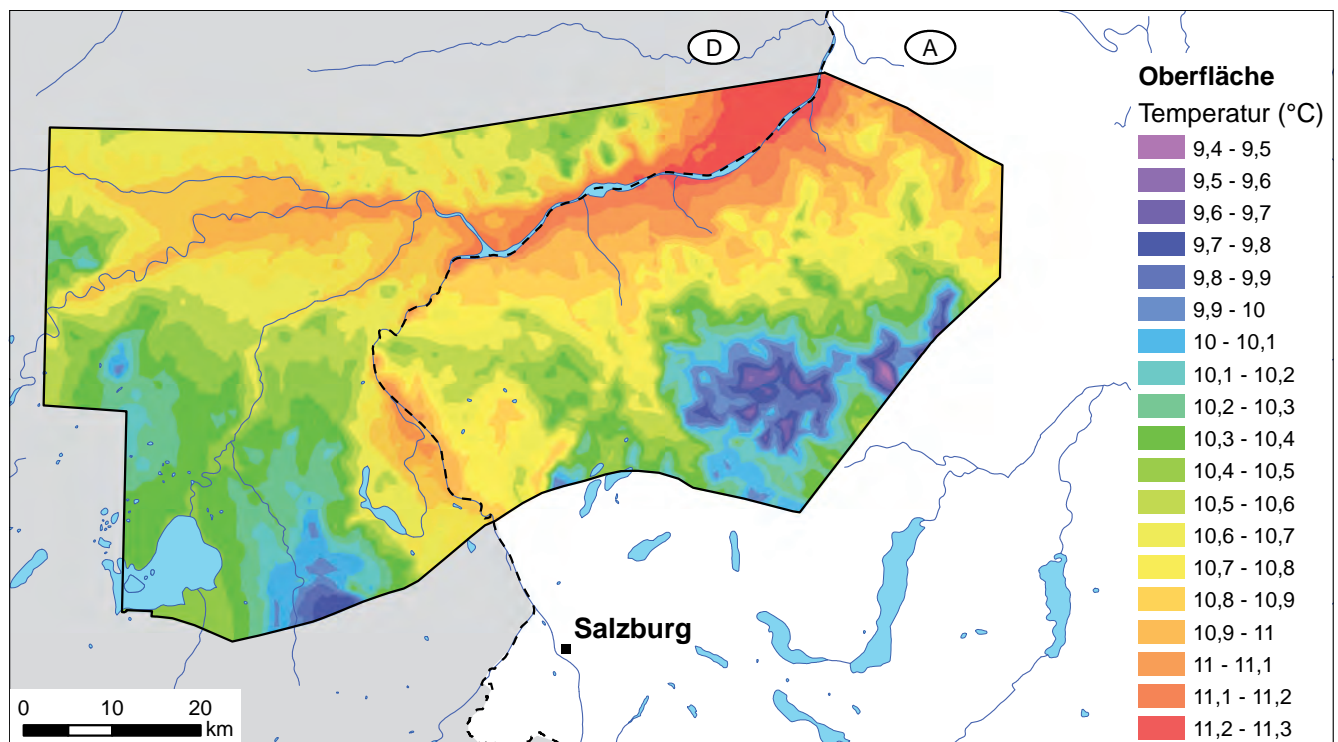 D
A
Oberfläche
Temperatur (°C)
9,4 - 9,5
9,5 - 9,6
9,6 - 9,7
9,7 - 9,8
9,8 - 9,9
9,9 - 10
10 - 10,1
10,1 - 10,2
10,2 - 10,3
10,3 - 10,4
10,4 - 10,5
10,5 - 10,6
10,6 - 10,7
10,7 - 10,8
10,8 - 10,9
10,9 - 11
11 - 11,1
11,1 - 11,2
11,2 - 11,3
Salzburg
0 10 20
km